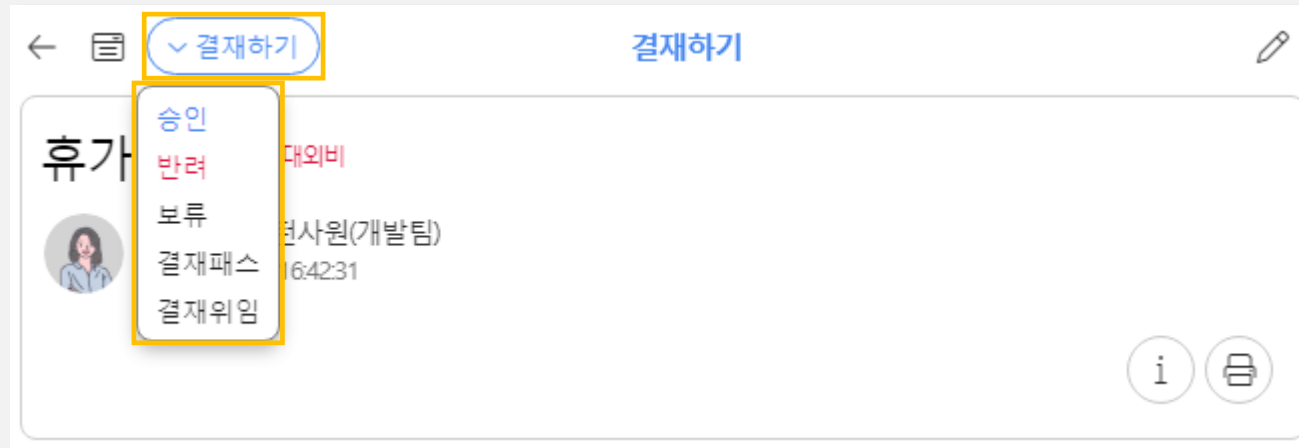 결재하기 결재하기
승인
휴가 대외비
반려
보류
사원(개발팀)
결재패스
16:42:31
결재위임
i